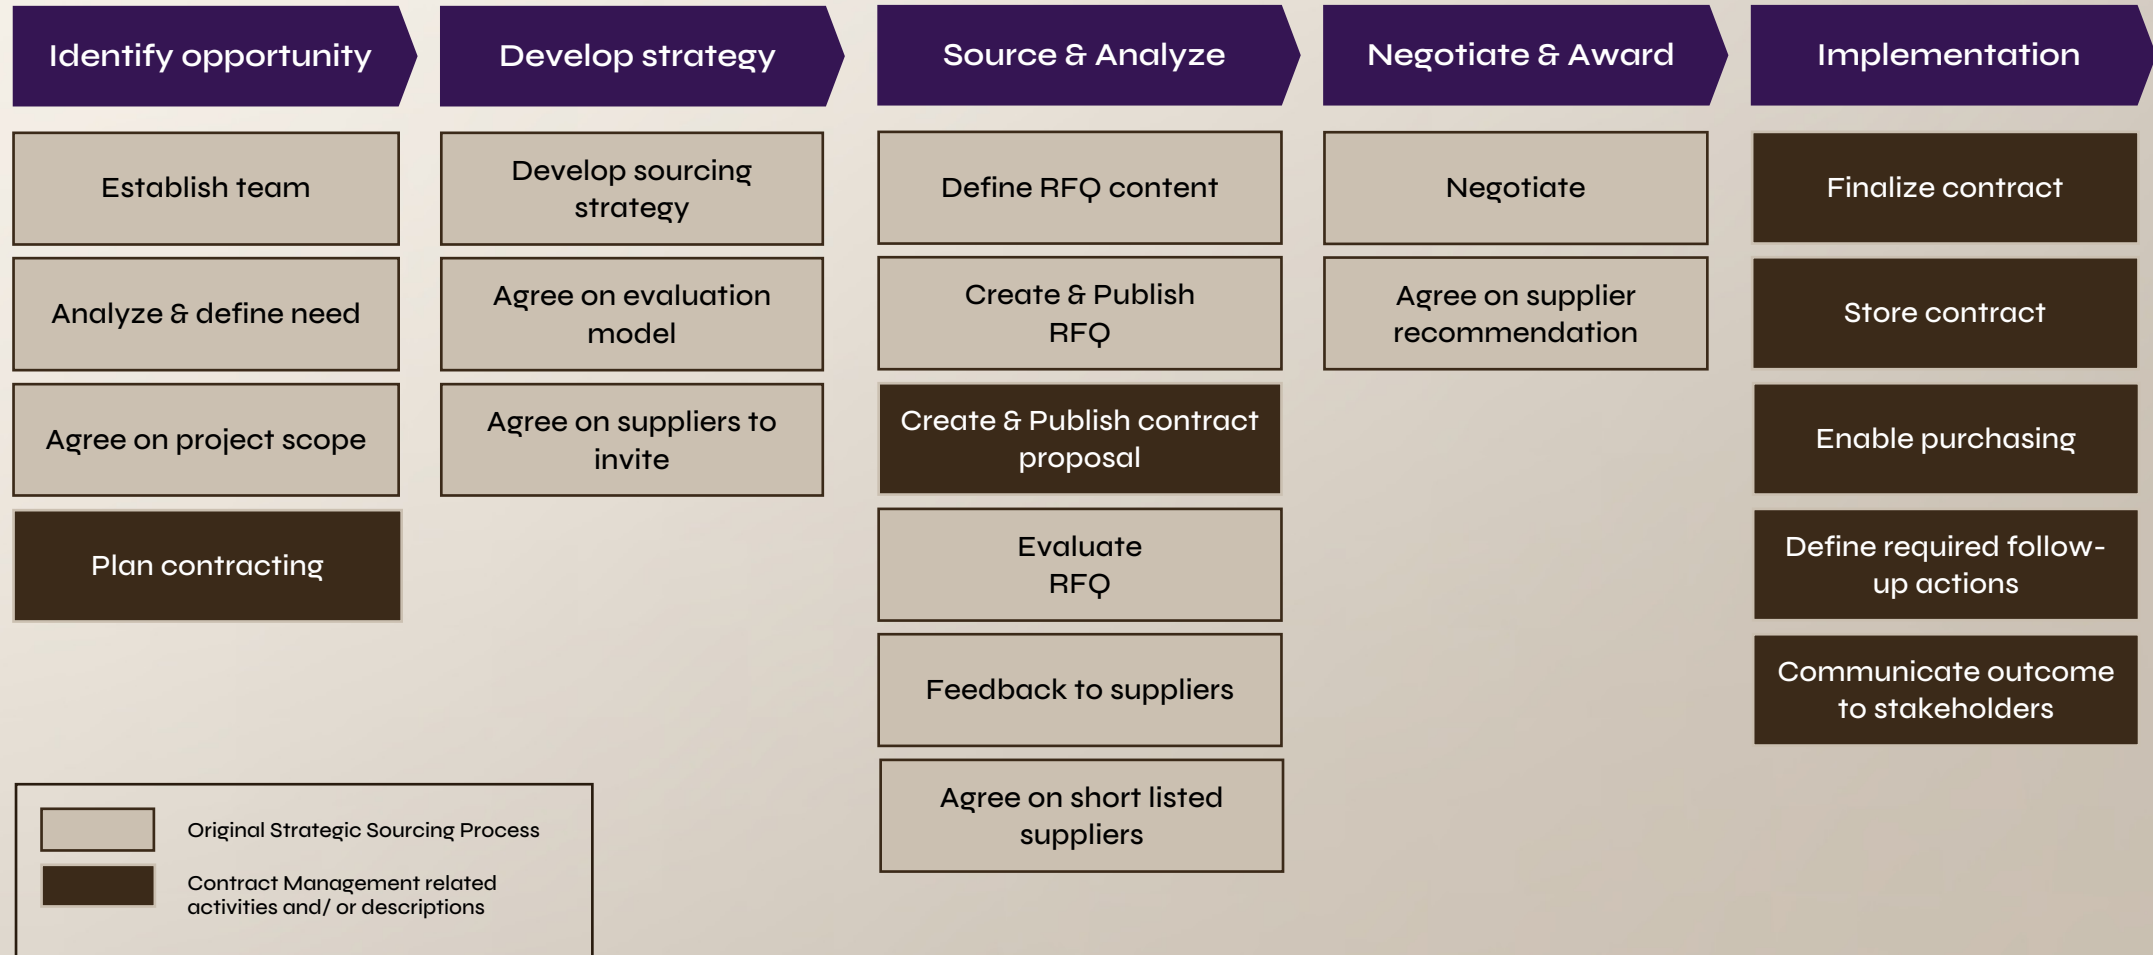 Identify opportunity
Establish team
Analyze & define need
Agree on project scope
Plan contracting
Develop strategy
Develop sourcing
strategy
Agree on evaluation
model
Agree on suppliers to
invite
Source & Analyze
Define RFQ content
Create & Publish
RFQ
Create & Publish contract
proposal
Evaluate
RFQ
Feedback to suppliers
Agree on short listed
suppliers
Negotiate & Award
Negotiate
Agree on supplier
recommendation
Implementation
Finalize contract
Store contract
Enable purchasing
Define required follow-
up actions
Communicate outcome
to stakeholders
Original Strategic Sourcing Process
Contract Management related
activities and/ or descriptions